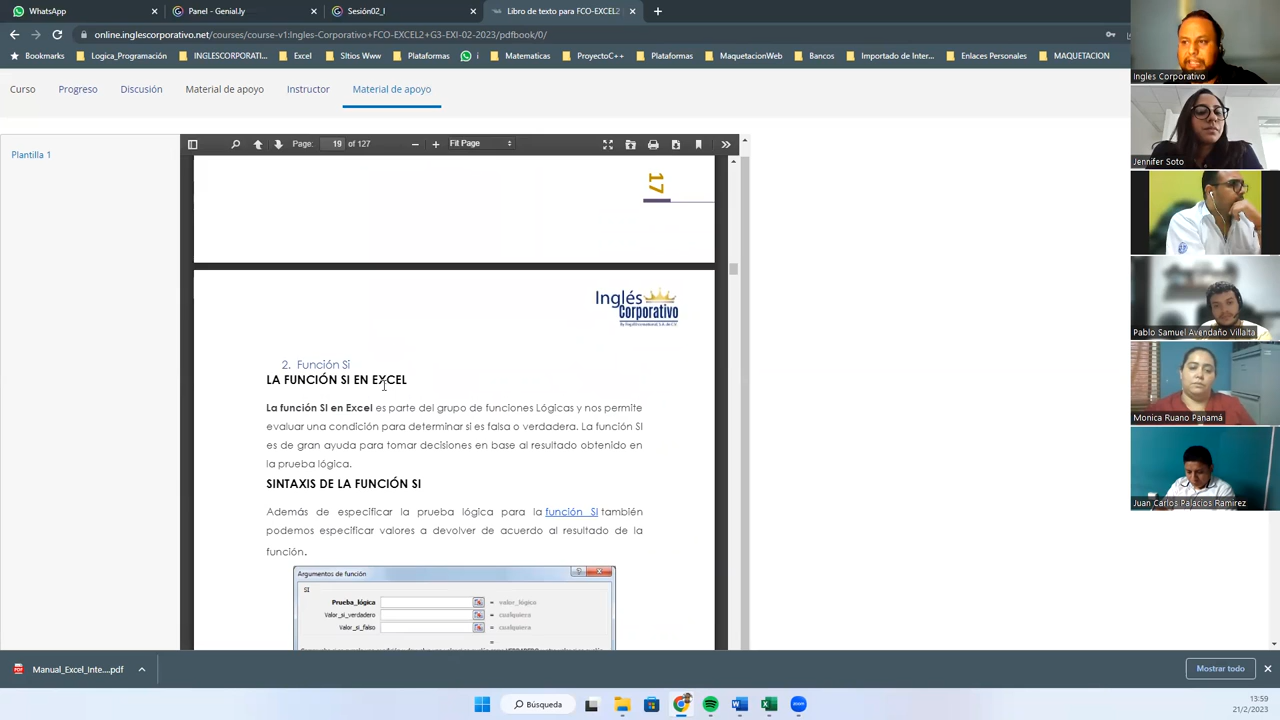 WhatsApp
Panel - Genial.ly
Sesión02_I
Libro de texto para FCO-EXCEL2
online.inglescorporativo.net/courses/course-v1:Ingles-Corporativo+FCO-EXCEL2+G3-EXI-02-2023/pdfbook/0/
Bookmarks
Logica_Programación
INGLESCORPORATI...
Excel
SItios Www
Plataformas
i
Matematicas
ProyectoC++
Plataformas
MaquetacionWeb
Bancos
Importado de Inter...
Enlaces Personales
MAQUETACION
Curso
Progreso
Discusión
Material de apoyo
Instructor
Material de apoyo
Plantilla 1
Page: 19 of 127
Fit Page
17
Inglés
Corporativo
2. Función Si
LA FUNCIÓN SI EN EXCEL
La función SI en Excel es parte del grupo de funciones Lógicas y nos permite
evaluar una condición para determinar si es falsa o verdadera. La función SI
es de gran ayuda para tomar decisiones en base al resultado obtenido en
la prueba lógica.
SINTAXIS DE LA FUNCIÓN SI
Además de especificar la prueba lógica para la función SI también
podemos especificar valores a devolver de acuerdo al resultado de la
función.
Argumentos de función
SI
Prueba_lógica = valor_lógico
Valor_si_verdadero = cualquiera
Valor_si_falso = cualquiera
=
Ingles Corporativo
Jennifer Soto
Pablo Samuel Avendaño Villalta
Monica Ruano Panamá
Juan Carlos Palacios Ramirez
Manual_Excel_Inte....pdf
Mostrar todo
Búsqueda
zoom
13:59
21/2/2023